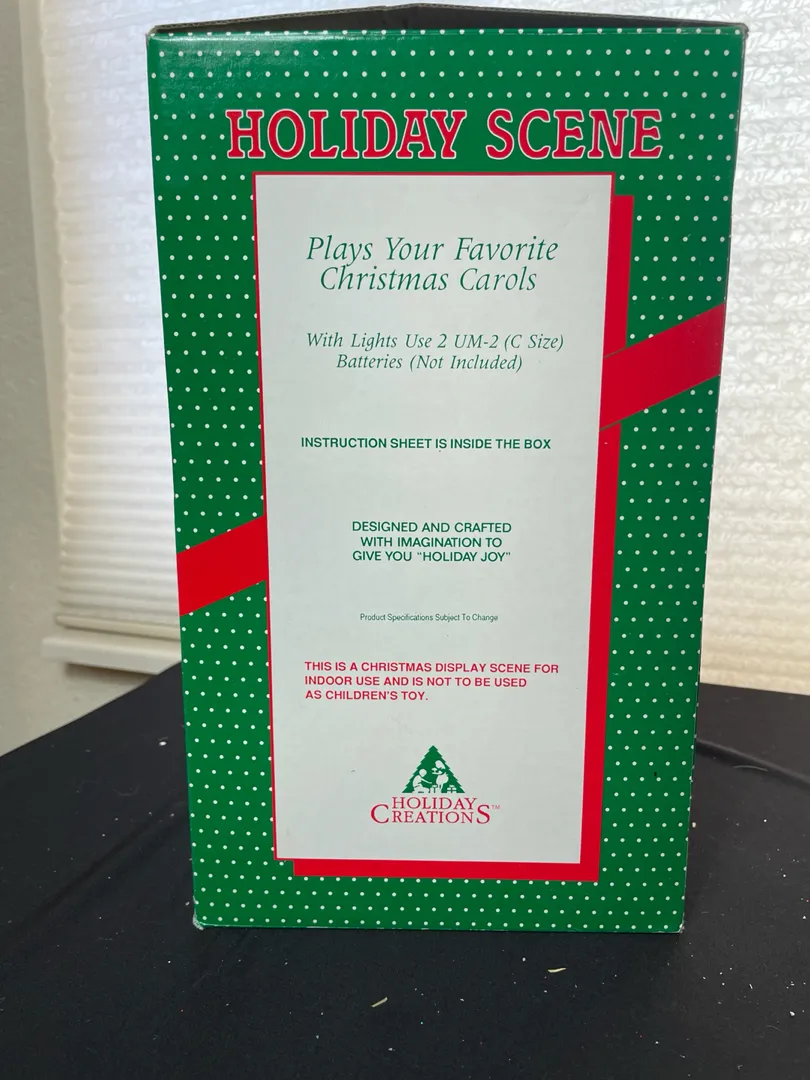 HOLIDAY SCENE
Plays Your Favorite
Christmas Carols
With Lights Use 2 UM-2 (C Size)
Batteries (Not Included)
INSTRUCTION SHEET IS INSIDE THE BOX
DESIGNED AND CRAFTED
WITH IMAGINATION TO
GIVE YOU "HOLIDAY JOY"
Product Specifications Subject To Change
THIS IS A CHRISTMAS DISPLAY SCENE FOR
INDOOR USE AND IS NOT TO BE USED
AS CHILDREN'S TOY.
HOLIDAY
CREATIONS™